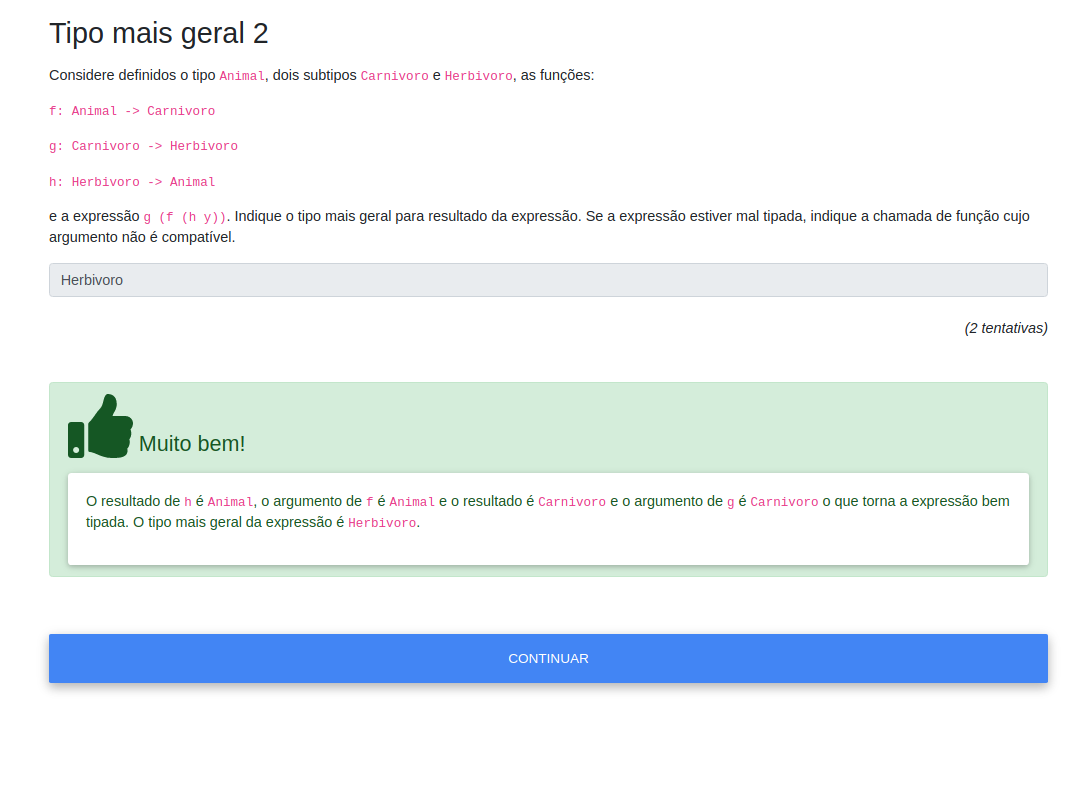 Tipo mais geral 2
Considere definidos o tipo Animal, dois subtipos Carnivoro e Herbivoro, as funções:
f: Animal -> Carnivoro
g: Carnivoro -> Herbivoro
h: Herbivoro -> Animal
e a expressão g (f (h y)). Indique o tipo mais geral para resultado da expressão. Se a expressão estiver mal tipada, indique a chamada de função cujo
argumento não é compatível.
Herbivoro
(2 tentativas)
Muito bem!
O resultado de h é Animal, o argumento de f é Animal e o resultado é Carnivoro e o argumento de g é Carnivoro o que torna a expressão bem
tipada. O tipo mais geral da expressão é Herbivoro.
CONTINUAR